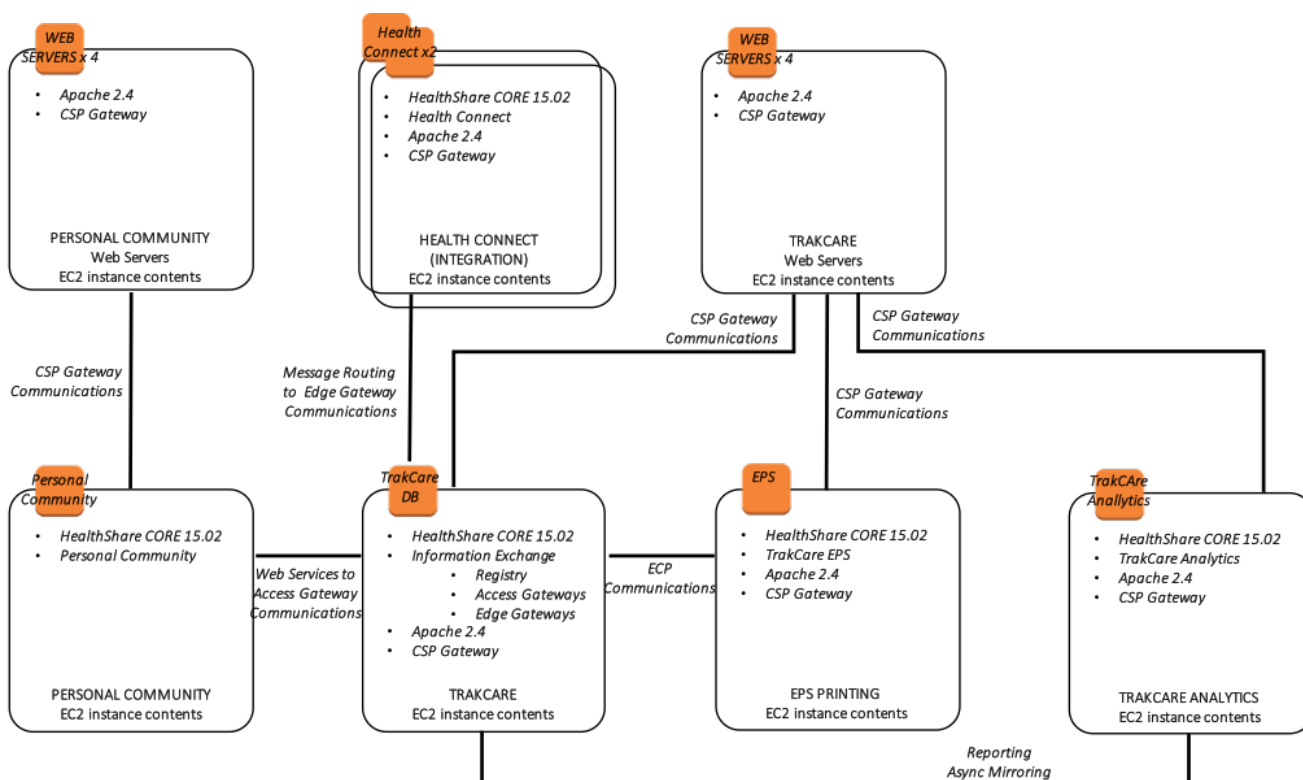 WEB
SERVERS x 4
• Apache 2.4
• CSP Gateway
PERSONAL COMMUNITY
Web Servers
EC2 instance contents
Health
Connect x2
• HealthShare CORE 15.02
• Health Connect
• Apache 2.4
• CSP Gateway
HEALTH CONNECT
(INTEGRATION)
EC2 instance contents
WEB
SERVERS x 4
• Apache 2.4
• CSP Gateway
TRAKCARE
Web Servers
EC2 instance contents
CSP Gateway
Communications
Message Routing
to Edge Gateway
Communications
CSP Gateway
Communications
CSP Gateway
Communications
CSP Gateway
Communications
Personal
Community
• HealthShare CORE 15.02
• Personal Community
PERSONAL COMMUNITY
EC2 instance contents
Web Services to
Access Gateway
Communications
TrakCare
DB
• HealthShare CORE 15.02
• Information Exchange
• Registry
• Access Gateways
• Edge Gateways
• Apache 2.4
• CSP Gateway
TRAKCARE
EC2 instance contents
ECP
Communications
EPS
• HealthShare CORE 15.02
• TrakCare EPS
• Apache 2.4
• CSP Gateway
EPS PRINTING
EC2 instance contents
TrakCAre
Anallytics
• HealthShare CORE 15.02
• TrakCare Analytics
• Apache 2.4
• CSP Gateway
TRAKCARE ANALYTICS
EC2 instance contents
Reporting
Async Mirroring